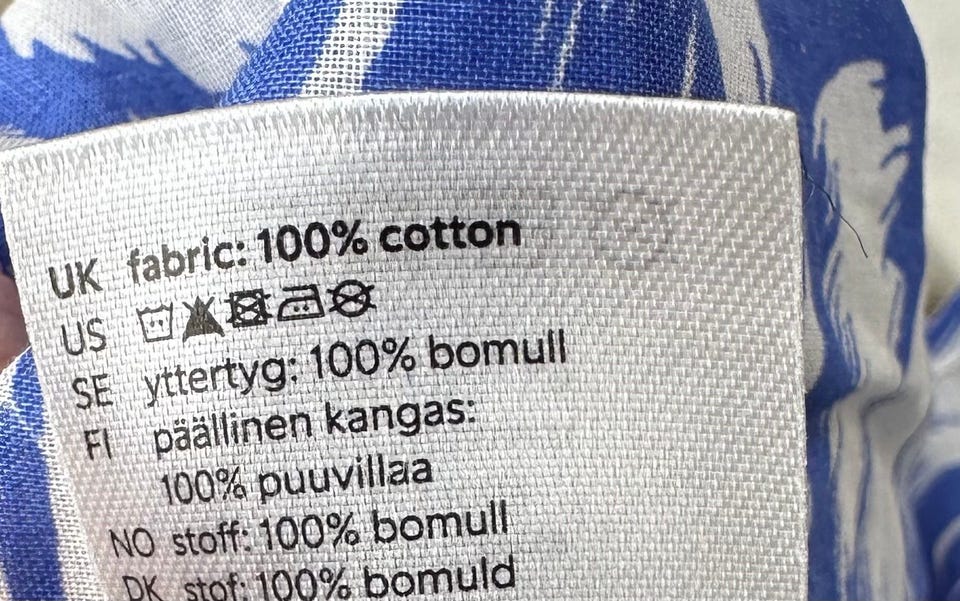 UK fabric: 100% cotton
US
SE yttertyg: 100% bomull
FI päällinen kangas:
100% puuvillaa
NO stoff: 100% bomull
DK stof: 100% bomuld